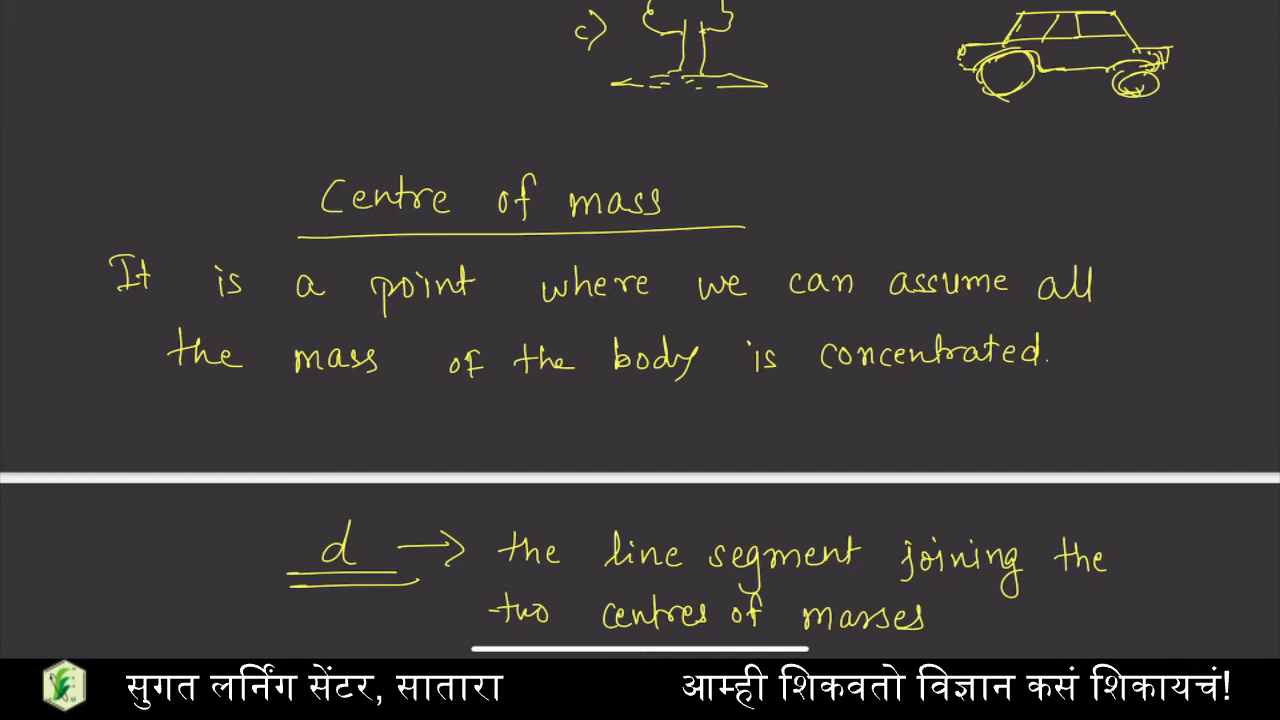 c)
Centre of mass
It is a point where we can assume all
the mass of the body is concentrated.
d → the line segment joining the
two centres of masses
सुगत लर्निंग सेंटर, सातारा
आम्ही शिकवतो विज्ञान कसं शिकायचं!